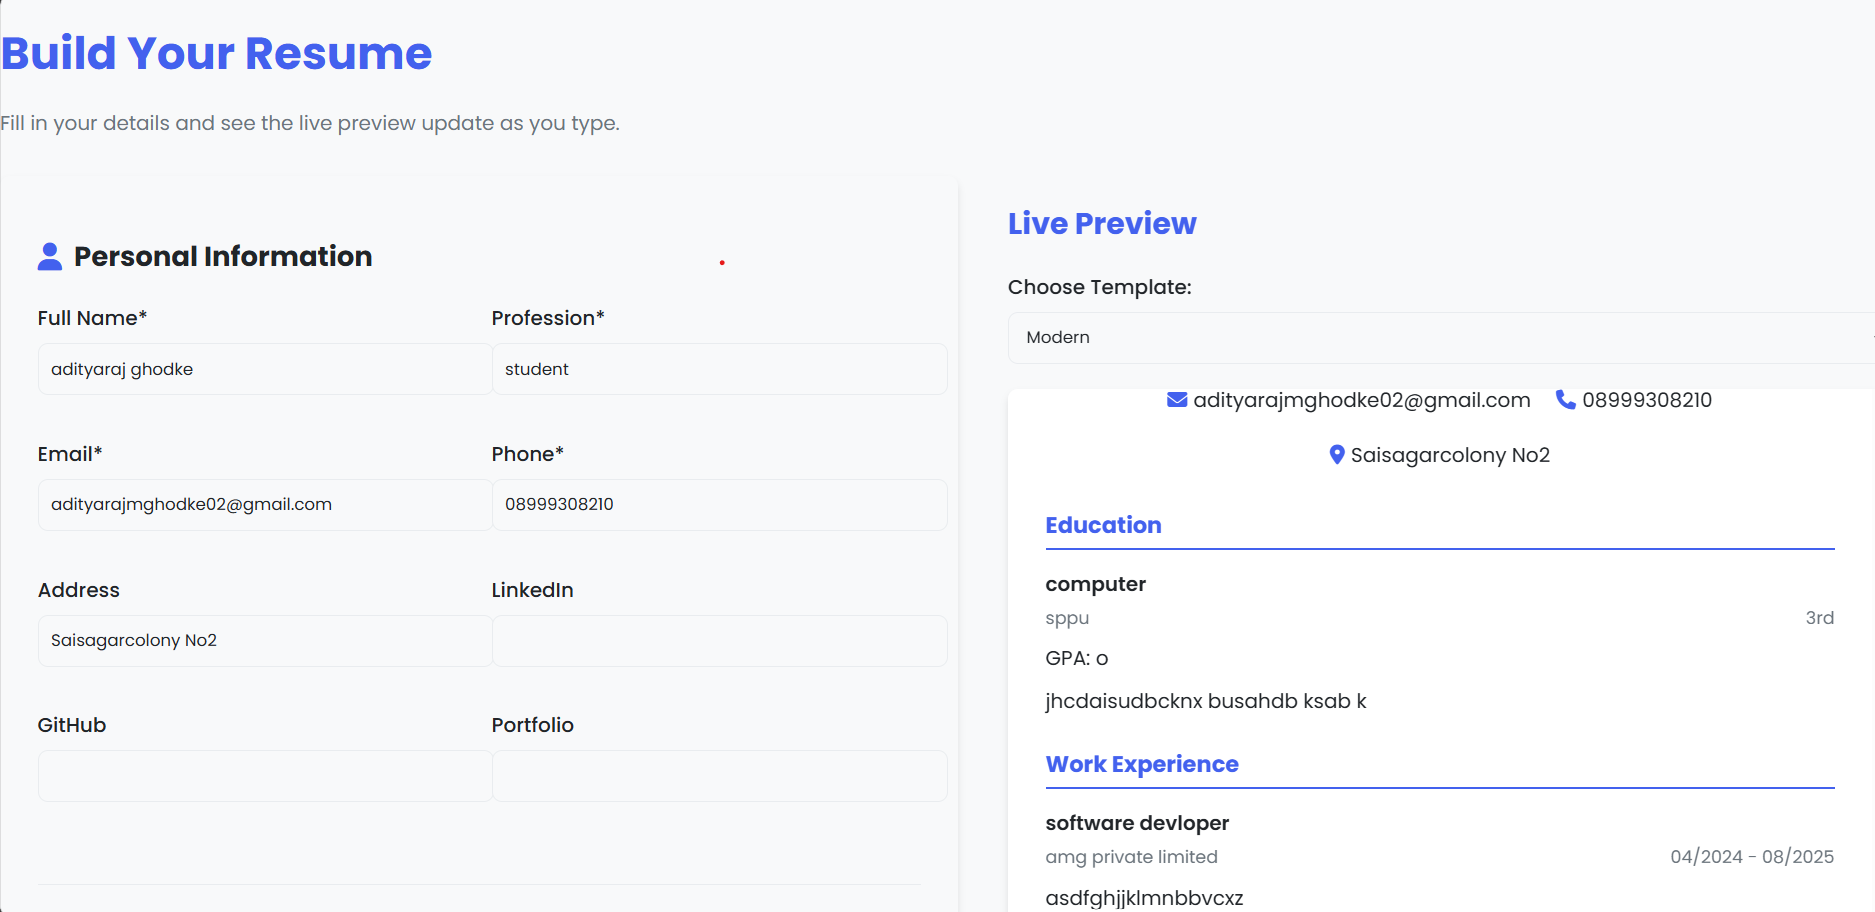 Build Your Resume
Fill in your details and see the live preview update as you type.
Personal Information
Full Name*
Profession*
adityaraj ghodke
student
Email*
Phone*
adityarajmghodke02@gmail.com
08999308210
Address
LinkedIn
Saisagarcolony No2
GitHub
Portfolio
Live Preview
Choose Template:
Modern
adityarajmghodke02@gmail.com 08999308210
Saisagarcolony No2
Education
computer
sppu 3rd
GPA: o
jhcdaisudbcknx busahdb ksab k
Work Experience
software devloper
amg private limited 04/2024 - 08/2025
asdfghjjklmnbbvcxz